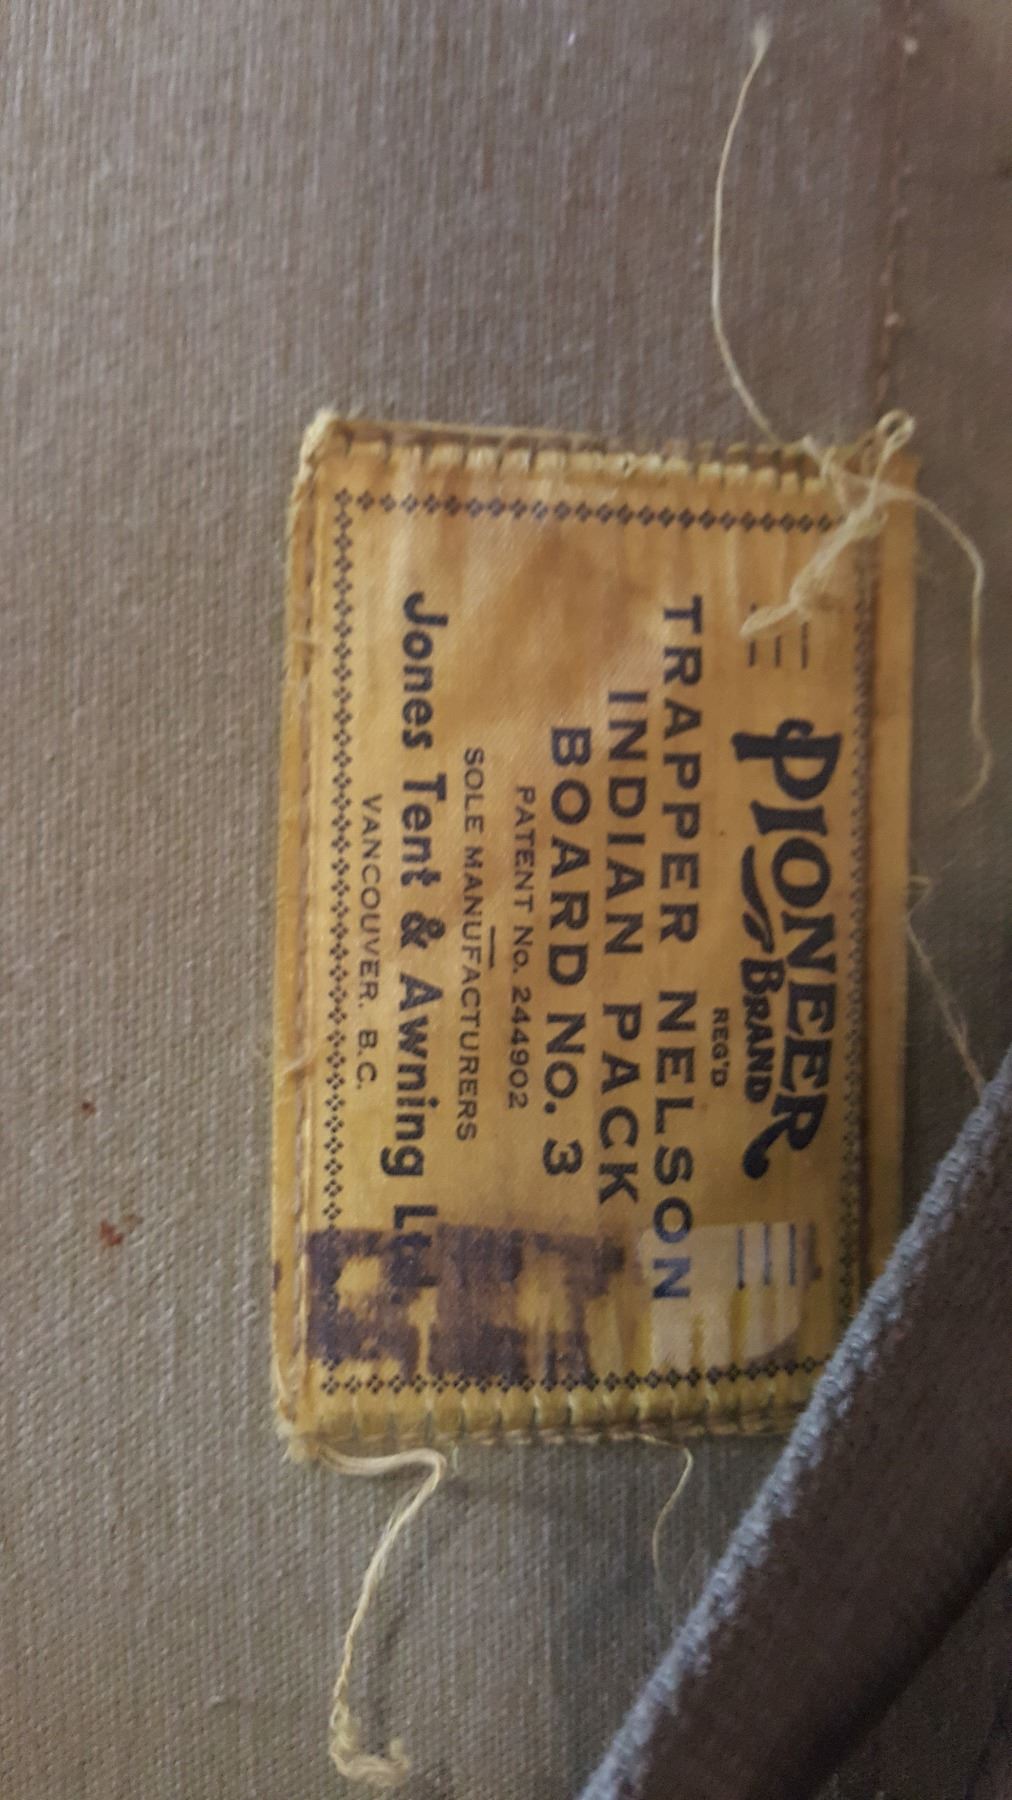 PIONEER
BRAND
REG'D
TRAPPER NELSON
INDIAN PACK
BOARD NO. 3
PATENT No. 244902
SOLE MANUFACTURERS
Jones Tent & Awning Ltd.
VANCOUVER. B.C.